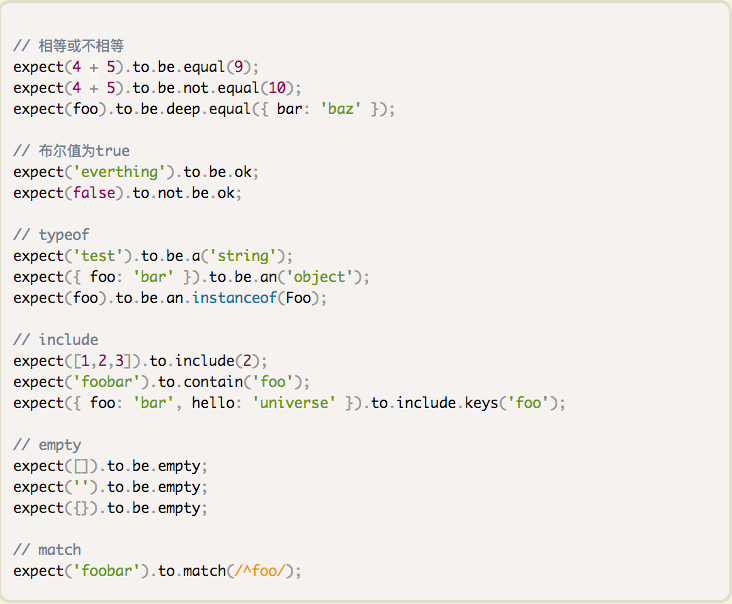 // 相等或不相等
expect(4 + 5).to.be.equal(9);
expect(4 + 5).to.be.not.equal(10);
expect(foo).to.be.deep.equal({ bar: 'baz' });
// 布尔值为true
expect('everthing').to.be.ok;
expect(false).to.not.be.ok;
// typeof
expect('test').to.be.a('string');
expect({ foo: 'bar' }).to.be.an('object');
expect(foo).to.be.an.instanceof(Foo);
// include
expect([1,2,3]).to.include(2);
expect('foobar').to.contain('foo');
expect({ foo: 'bar', hello: 'universe' }).to.include.keys('foo');
// empty
expect([]).to.be.empty;
expect('').to.be.empty;
expect({}).to.be.empty;
// match
expect('foobar').to.match(/^foo/);